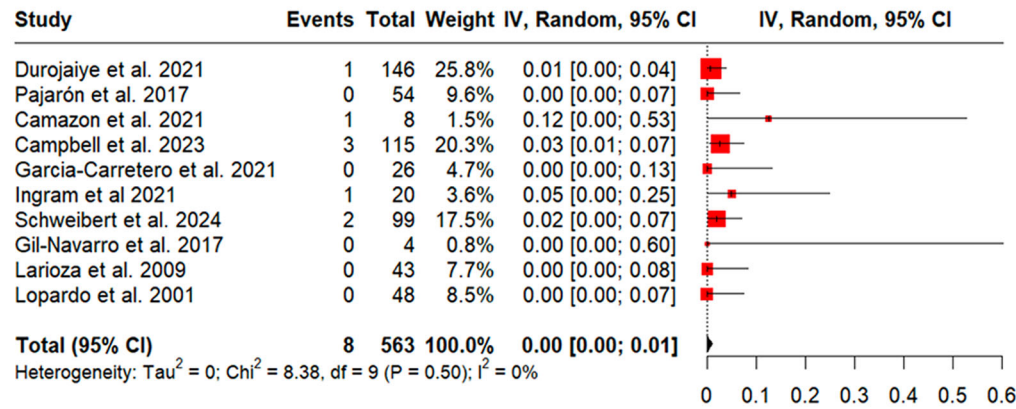 Study Events Total Weight IV, Random, 95% CI IV, Random, 95% CI
Durojaiye et al. 2021 1 146 25.8% 0.01 [0.00; 0.04]
Pajarón et al. 2017 0 54 9.6% 0.00 [0.00; 0.07]
Camazon et al. 2021 1 8 1.5% 0.12 [0.00; 0.53]
Campbell et al. 2023 3 115 20.3% 0.03 [0.01; 0.07]
Garcia-Carretero et al. 2021 0 26 4.7% 0.00 [0.00; 0.13]
Ingram et al 2021 1 20 3.6% 0.05 [0.00; 0.25]
Schweibert et al. 2024 2 99 17.5% 0.02 [0.00; 0.07]
Gil-Navarro et al. 2017 0 4 0.8% 0.00 [0.00; 0.60]
Larioza et al. 2009 0 43 7.7% 0.00 [0.00; 0.08]
Lopardo et al. 2001 0 48 8.5% 0.00 [0.00; 0.07]
Total (95% CI) 8 563 100.0% 0.00 [0.00; 0.01]
Heterogeneity: Tau² = 0; Chi² = 8.38, df = 9 (P = 0.50); I² = 0%
0 0.1 0.2 0.3 0.4 0.5 0.6